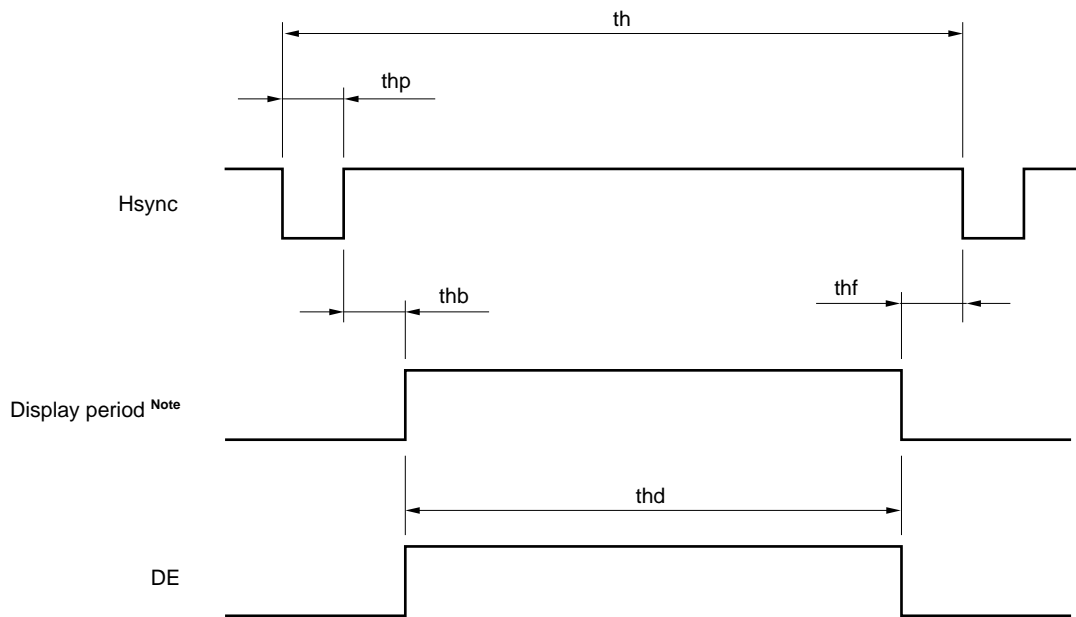 th
thp
Hsync
thb
thf
Display period Note
thd
DE